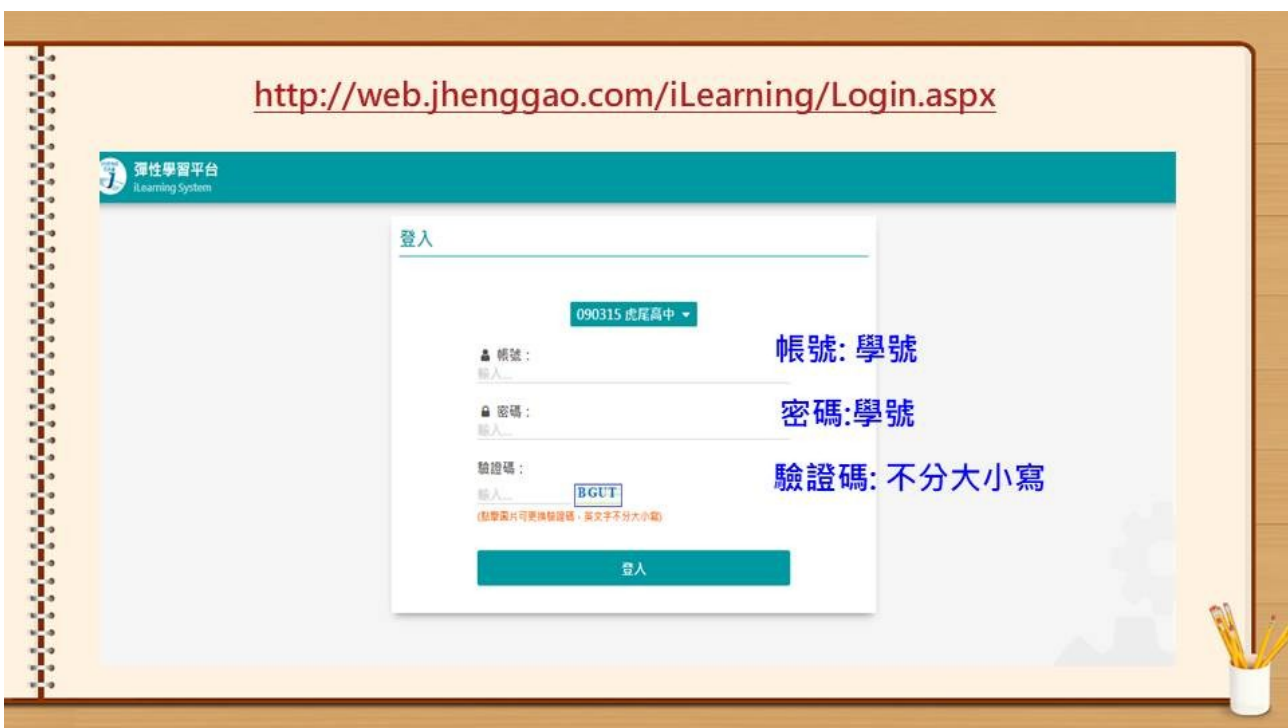 http://web.jhenggao.com/iLearning/Login.aspx
彈性學習平台
iLearning System
登入
090315 虎尾高中
帳號：
輸入...
帳號: 學號
密碼：
輸入...
密碼:學號
驗證碼：
輸入...
BGUT
驗證碼: 不分大小寫
(點擊圖片可更換驗證碼，英文字不分大小寫)
登入